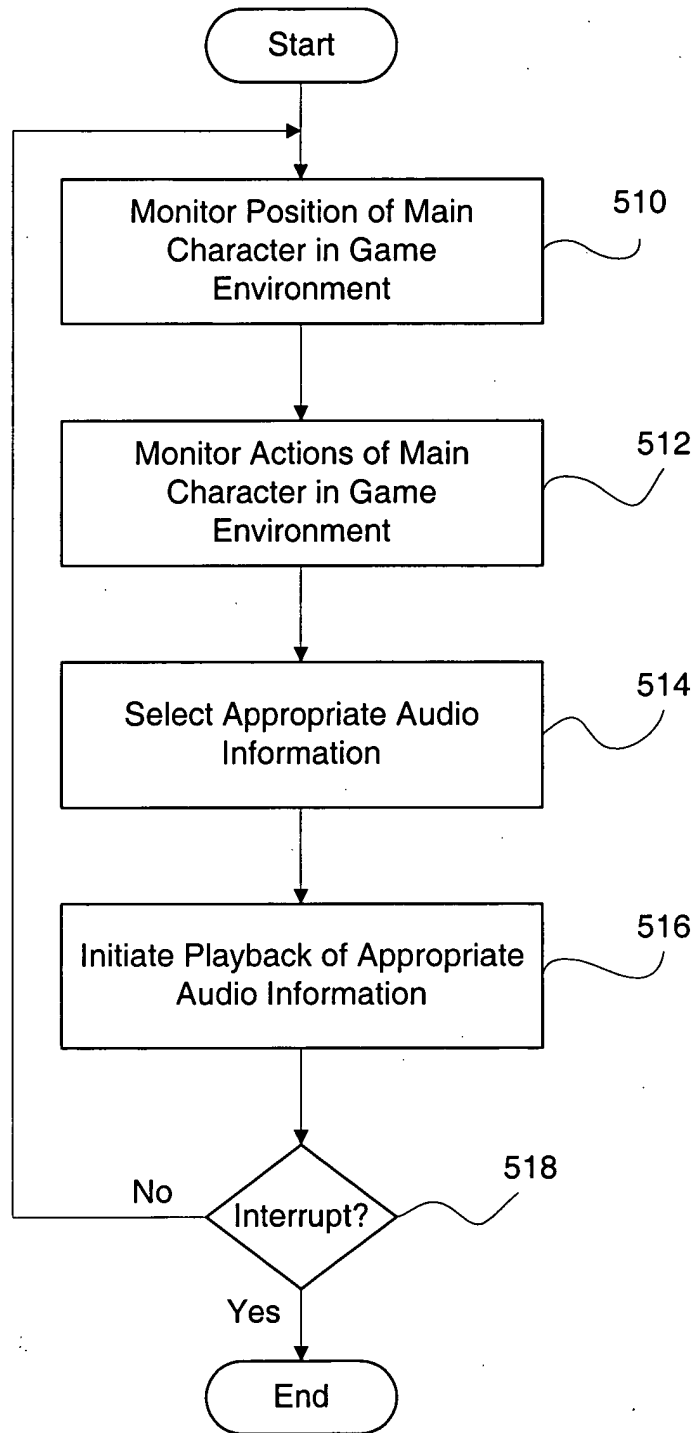 Start
Monitor Position of Main
Character in Game
Environment
510
Monitor Actions of Main
Character in Game
Environment
512
Select Appropriate Audio
Information
514
Initiate Playback of Appropriate
Audio Information
516
Interrupt?
518
No
Yes
End